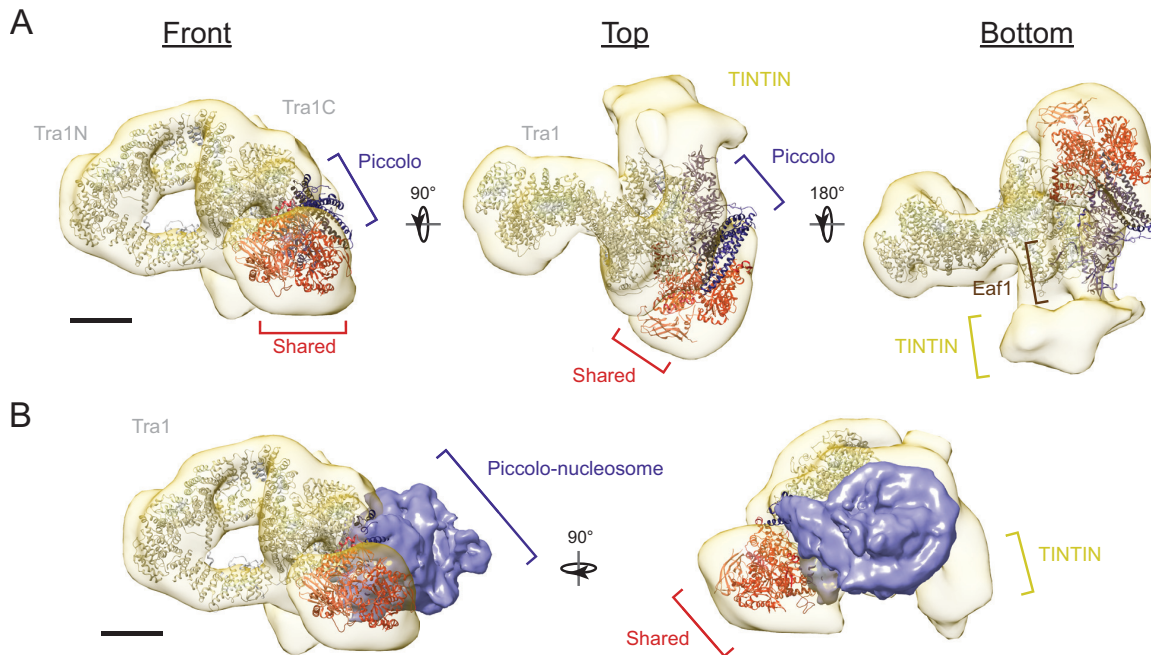 A
Front
Top
Bottom
Tra1N
Tra1C
Piccolo
Shared
90°
TINTIN
Tra1
Piccolo
Shared
180°
Eaf1
TINTIN
B
Tra1
Piccolo-nucleosome
90°
TINTIN
Shared